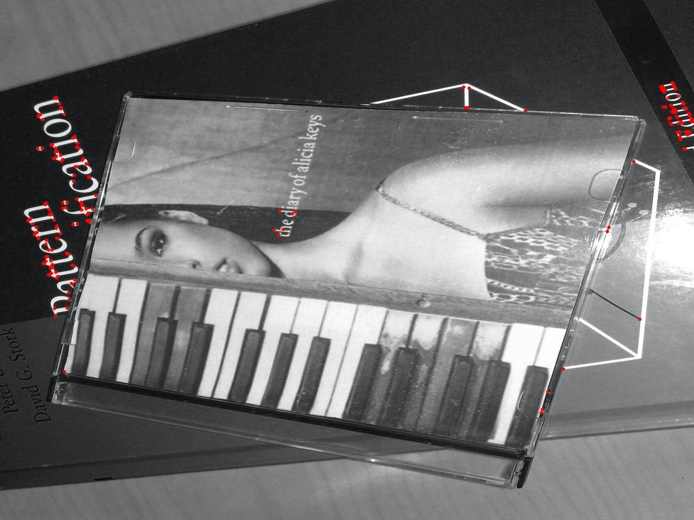 Pattern
ification
Edition
David G. Stork
Peter
the diary of alicia keys